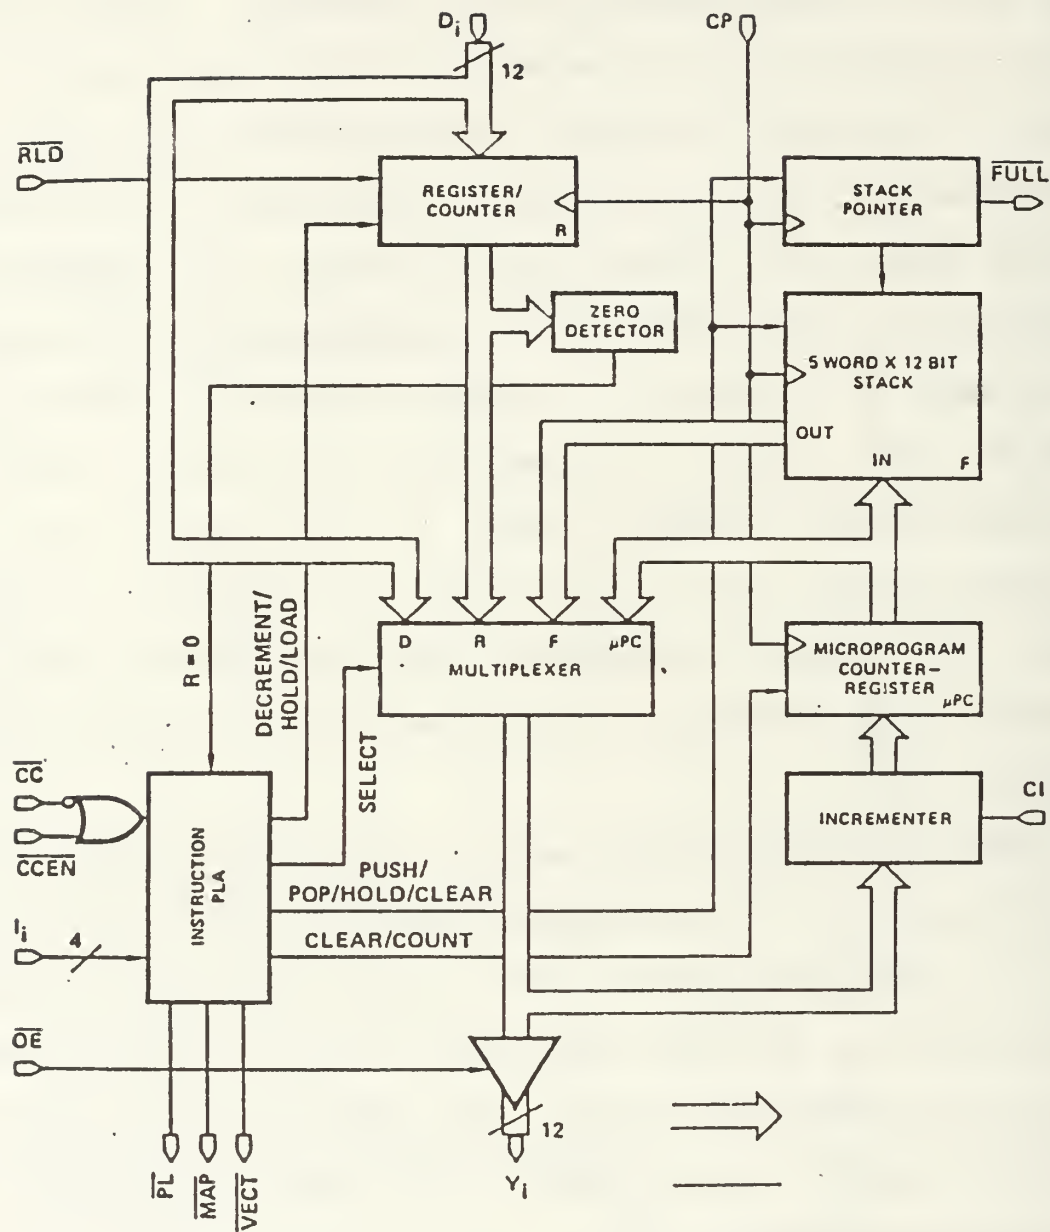 Di
12
CP
RLD
REGISTER/
COUNTER
R
STACK
POINTER
FULL
ZERO
DETECTOR
5 WORD X 12 BIT
STACK
OUT
IN
F
R = 0
DECREMENT/
HOLD/LOAD
D
R
F
μPC
MULTIPLEXER
MICROPROGRAM
COUNTER-
REGISTER
μPC
SELECT
CC
CCEN
INSTRUCTION
PLA
INCREMENTER
CI
PUSH/
POP/HOLD/CLEAR
Ii
4
CLEAR/COUNT
OE
12
Yi
PL
MAP
VECT